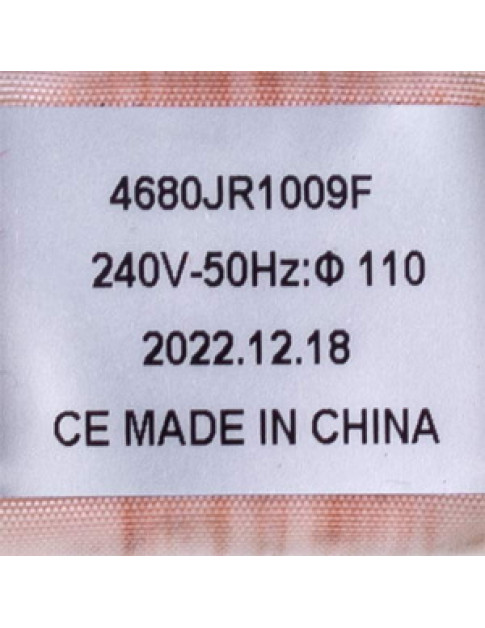 4680JR1009F
240V-50Hz:Φ 110
2022.12.18
CE MADE IN CHINA